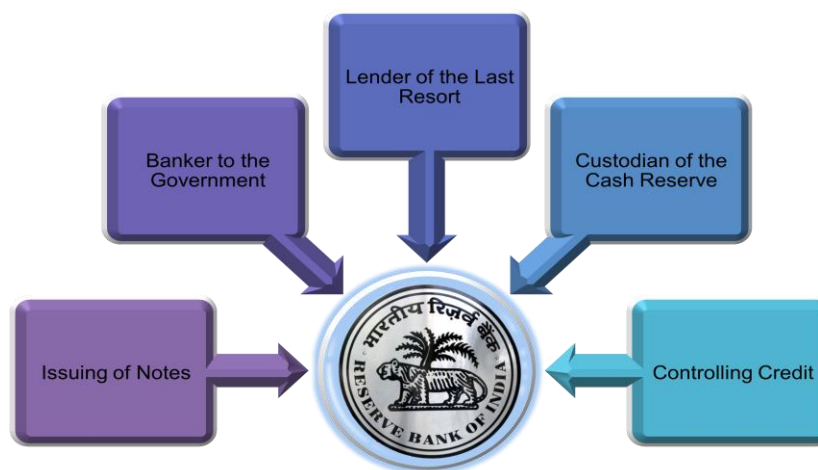 Lender of the Last
Resort
Banker to the
Government
Custodian of the
Cash Reserve
Issuing of Notes
Controlling Credit
भारतीय रिज़र्व बैंक
RESERVE BANK OF INDIA